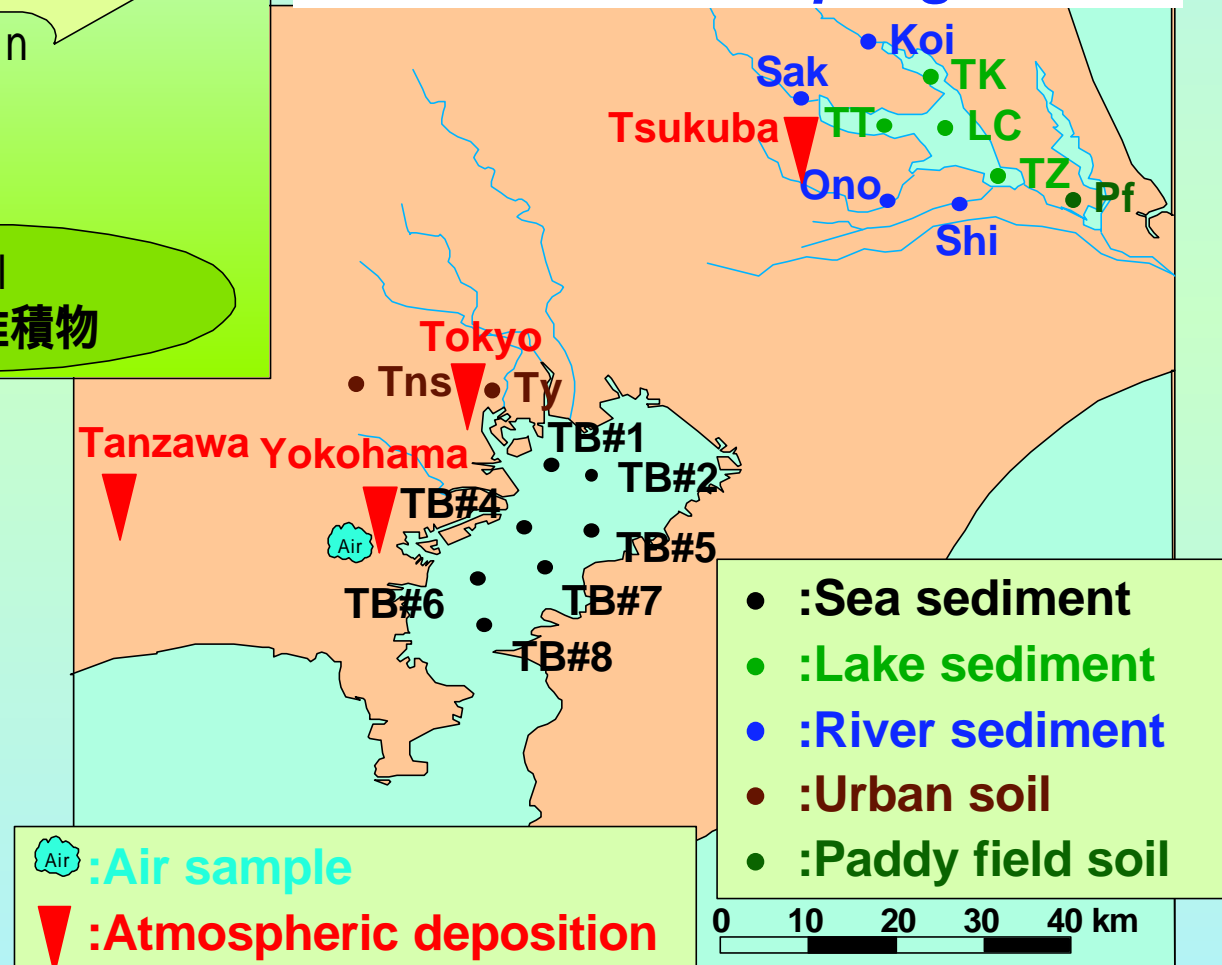 n
積物
Koi
Sak
TK
Tsukuba
TT
LC
Ono
TZ
Pf
Shi
Tokyo
Tns
Ty
Tanzawa
Yokohama
TB#1
TB#2
TB#4
TB#5
TB#6
TB#7
TB#8
Air
:Sea sediment
:Lake sediment
:River sediment
:Urban soil
:Paddy field soil
Air :Air sample
:Atmospheric deposition
0 10 20 30 40 km